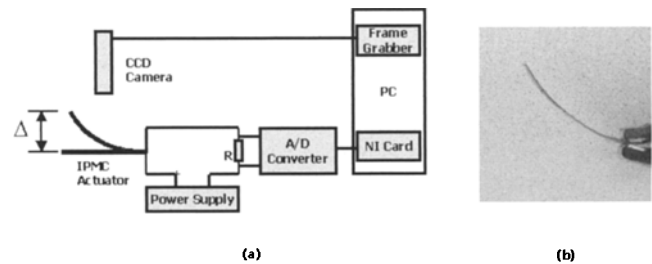 Frame
Grabber
CCD
Camera
PC
Δ
IPMC
Actuator
R
A/D
Converter
NI Card
Power Supply
(a)
(b)